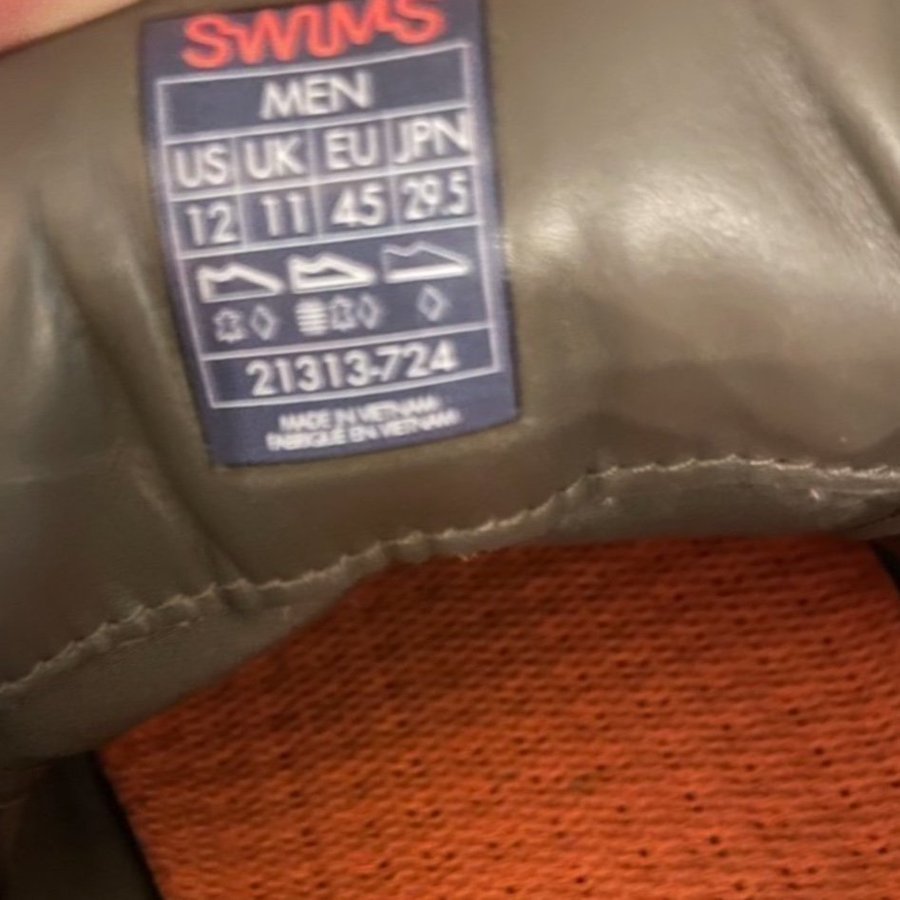 SWIMS
MEN
US UK EU JPN
12 11 45 29.5
21313-724
MADE IN VIETNAM
FABRIQUÉ EN VIETNAM